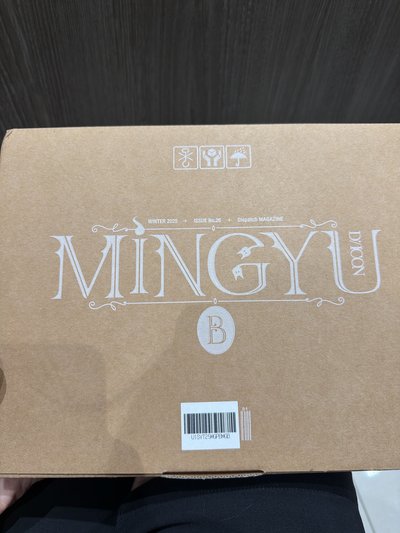 WINTER 2025 + ISSUE No.26 + Dispatch MAGAZINE
MINGYU
D'ICON
B